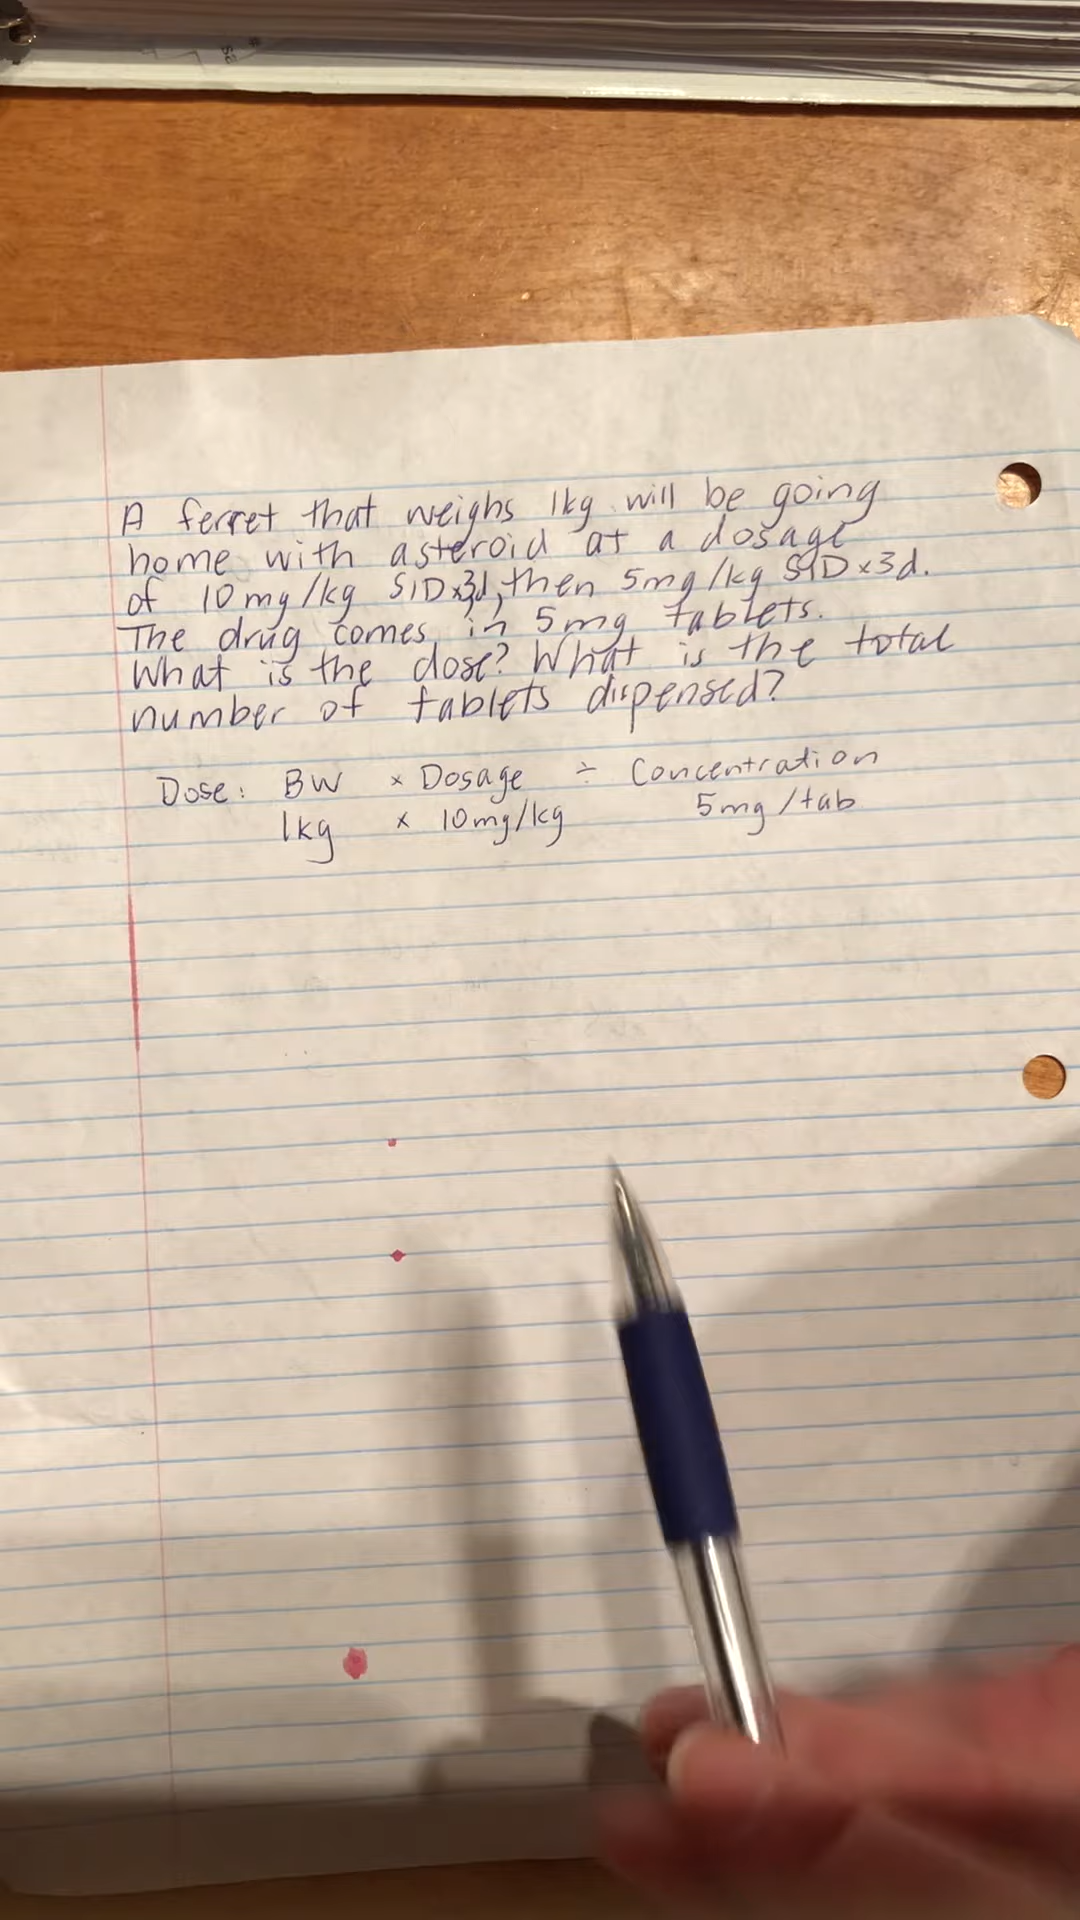 A ferret that weighs 1kg will be going
home with asteroid at a dosage
of 10mg/kg SID x3d, then 5mg/kg SID x3d.
The drug comes in 5mg tablets.
What is the dose? What is the total
number of tablets dispensed?
Dose: BW x Dosage ÷ Concentration
1kg x 10mg/kg 5mg/tab